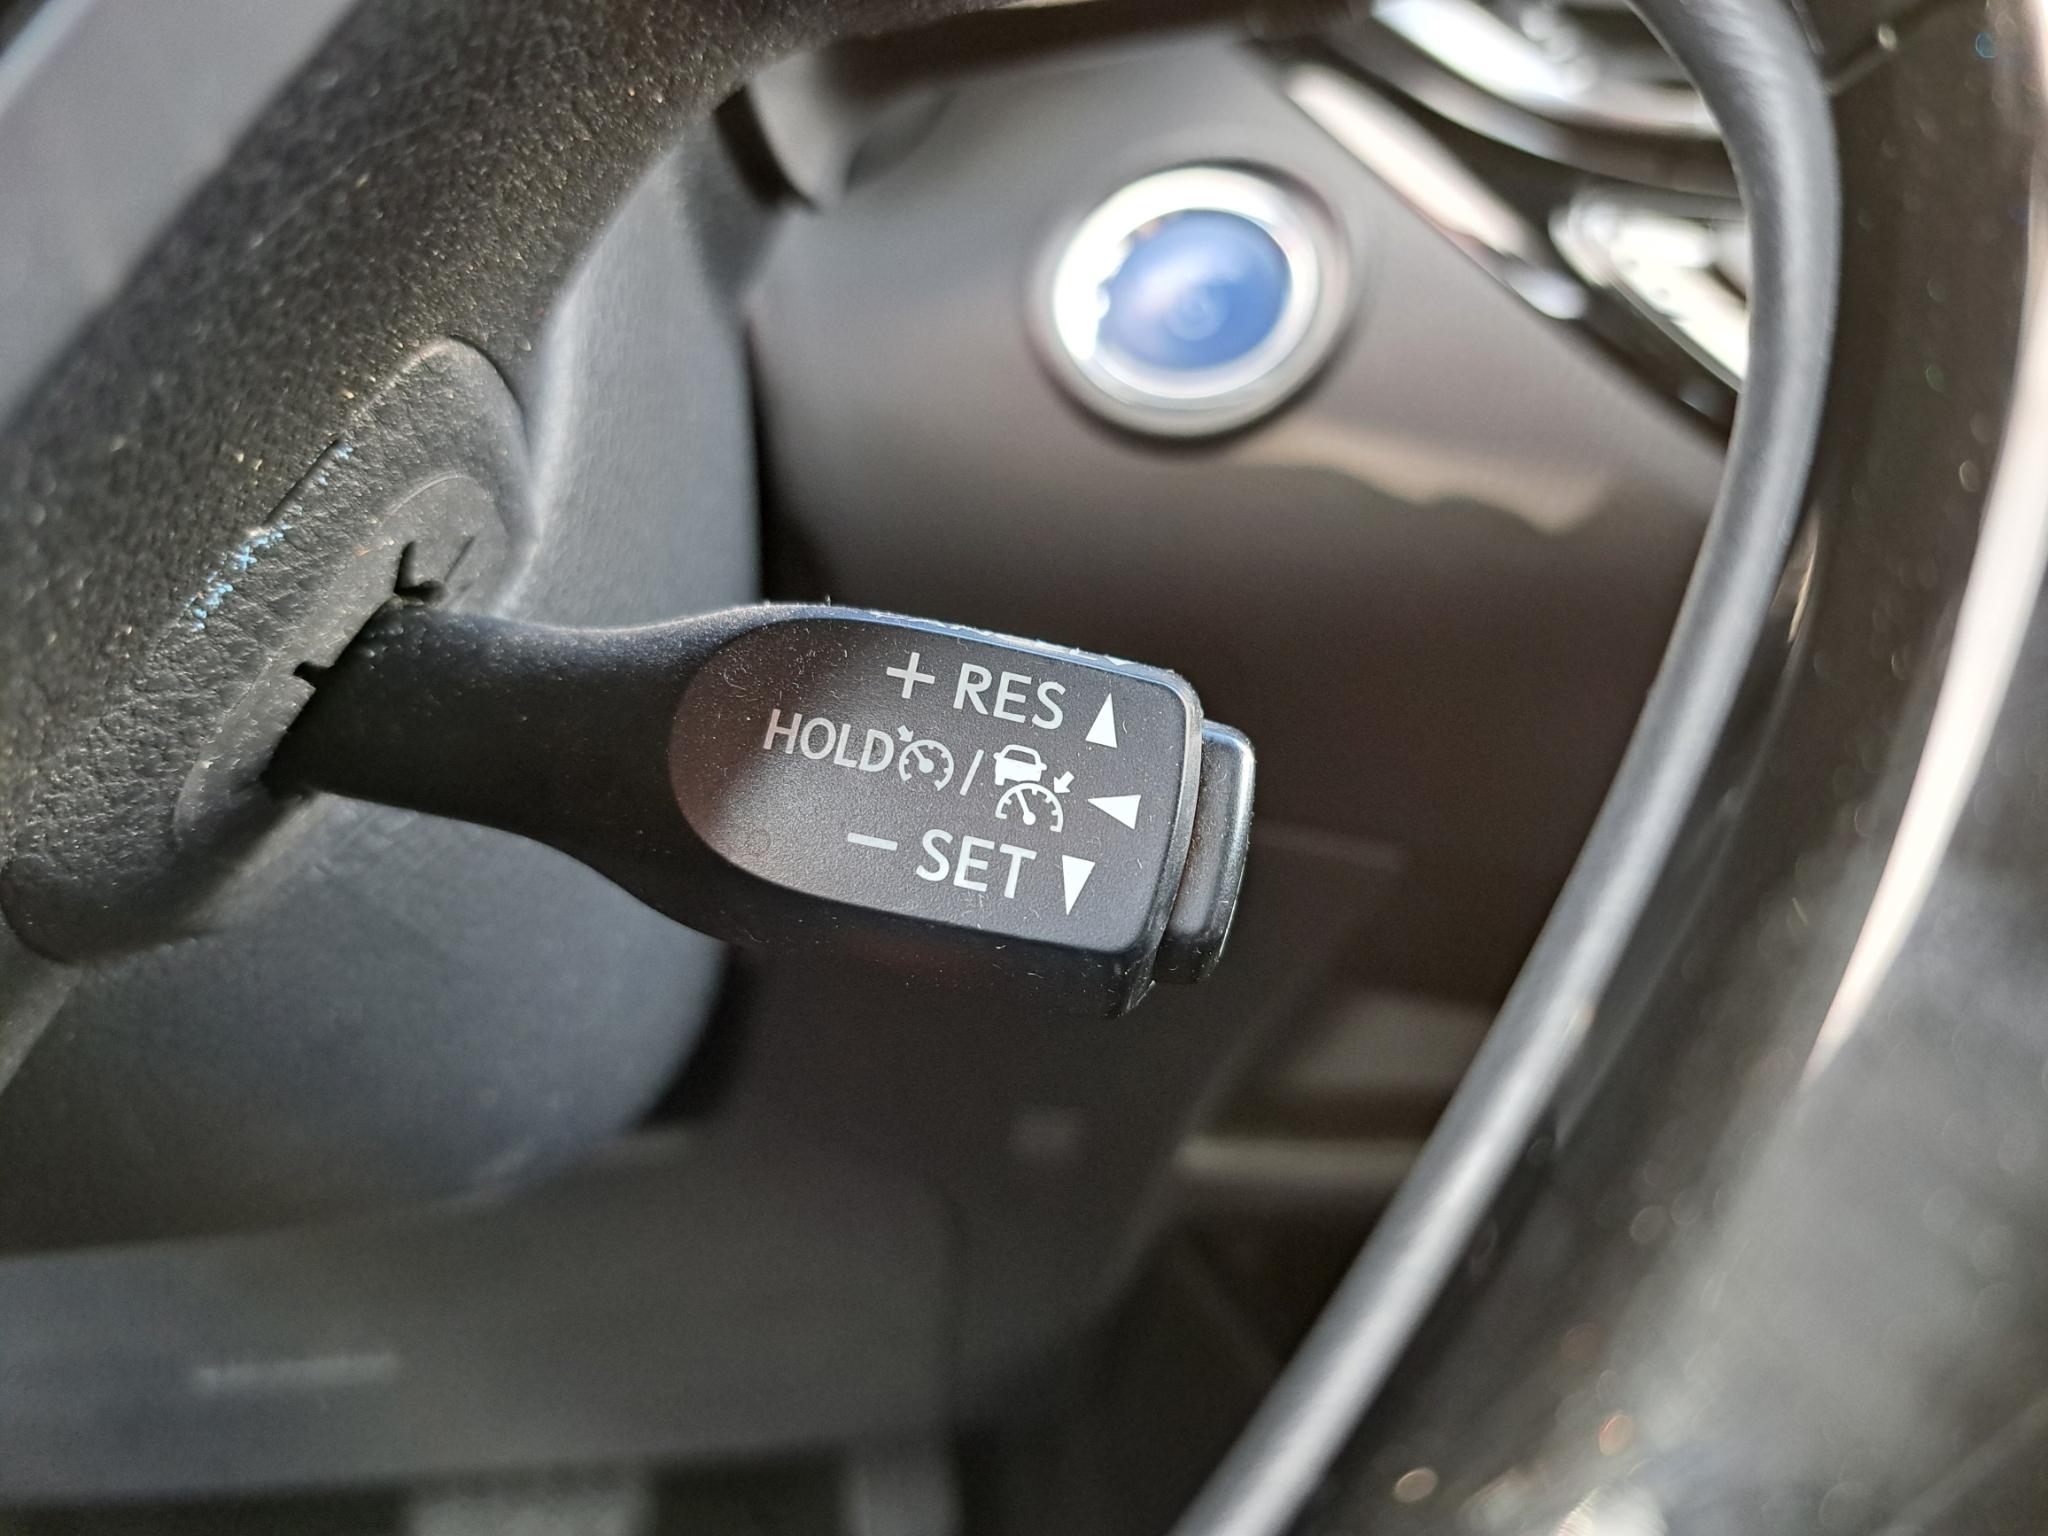 + RES
HOLD /
− SET